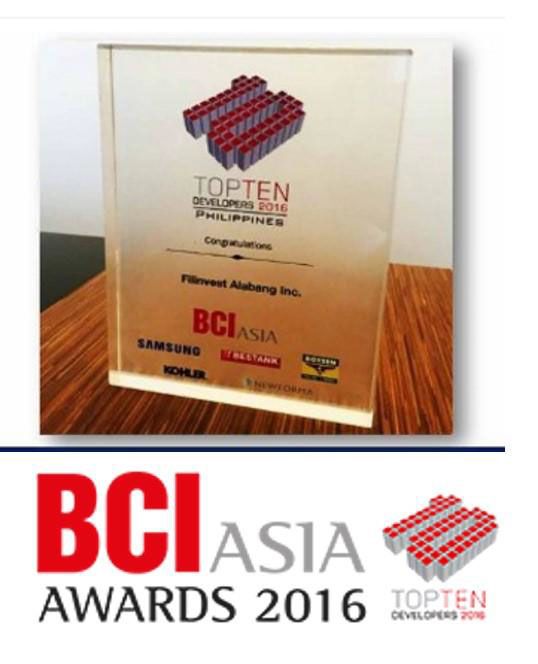 TOPTEN
DEVELOPERS 2016
PHILIPPINES
Congratulations
Filinvest Alabang Inc.
BCI ASIA
SAMSUNG
BESTANK
BOYSEN
KOHLER
NEWFORMA
BCI ASIA
AWARDS 2016
TOPTEN
DEVELOPERS 2016